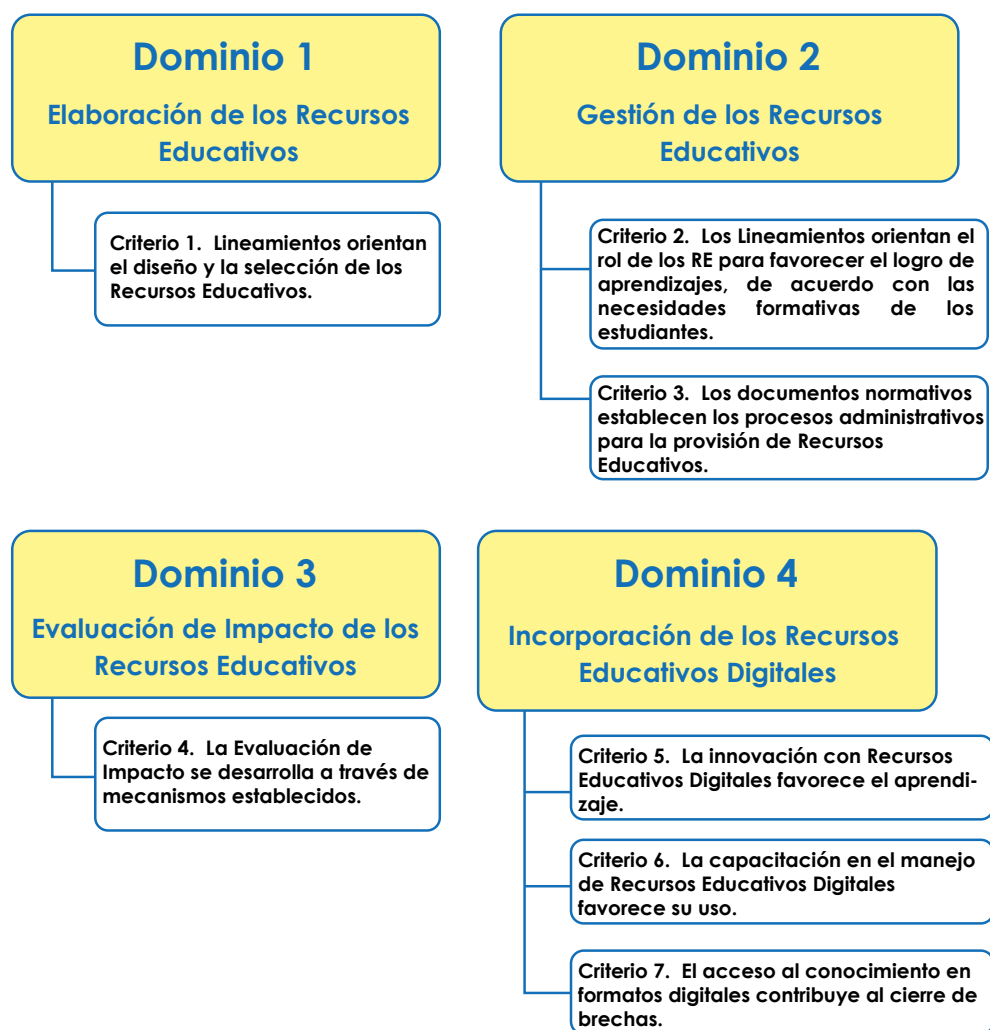 Dominio 1
Elaboración de los Recursos
Educativos
Criterio 1. Lineamientos orientan
el diseño y la selección de los
Recursos Educativos.
Dominio 2
Gestión de los Recursos
Educativos
Criterio 2. Los Lineamientos orientan el
rol de los RE para favorecer el logro de
aprendizajes, de acuerdo con las
necesidades formativas de los
estudiantes.
Criterio 3. Los documentos normativos
establecen los procesos administrativos
para la provisión de Recursos
Educativos.
Dominio 3
Evaluación de Impacto de los
Recursos Educativos
Criterio 4. La Evaluación de
Impacto se desarrolla a través de
mecanismos establecidos.
Dominio 4
Incorporación de los Recursos
Educativos Digitales
Criterio 5. La innovación con Recursos
Educativos Digitales favorece el aprendi-
zaje.
Criterio 6. La capacitación en el manejo
de Recursos Educativos Digitales
favorece su uso.
Criterio 7. El acceso al conocimiento en
formatos digitales contribuye al cierre de
brechas.